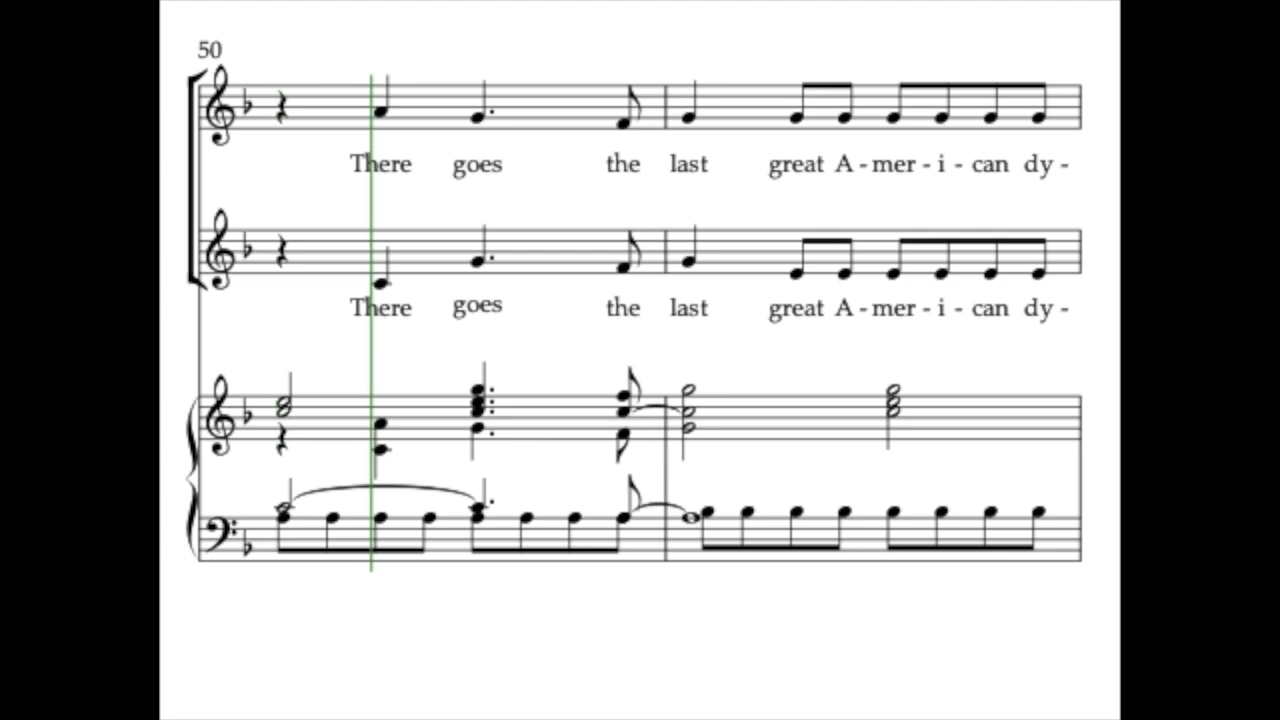 50
There goes the last great A - mer - i - can dy -
There goes the last great A - mer - i - can dy -